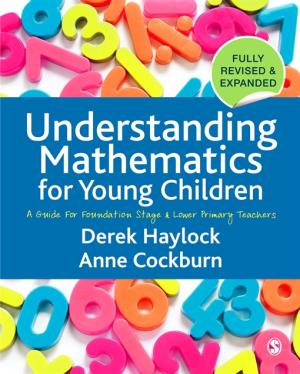 FULLY
REVISED &
EXPANDED
Understanding
Mathematics
for Young Children
A Guide For Foundation Stage & Lower Primary Teachers
Derek Haylock
Anne Cockburn